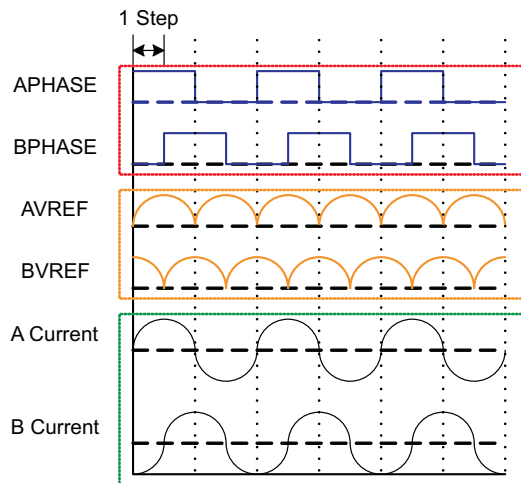 1 Step
APHASE
BPHASE
AVREF
BVREF
A Current
B Current